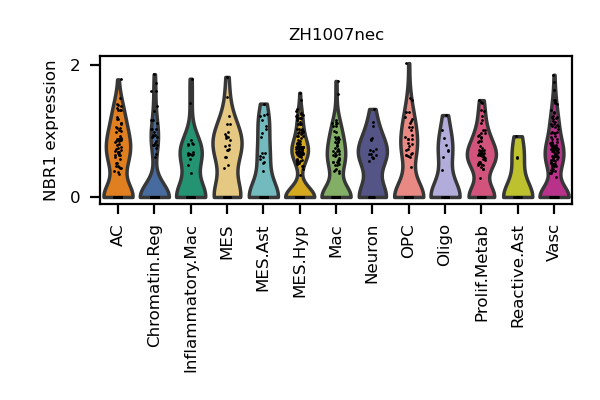 ZH1007nec
NBR1 expression
2
0
AC
Chromatin.Reg
Inflammatory.Mac
MES
MES.Ast
MES.Hyp
Mac
Neuron
OPC
Oligo
Prolif.Metab
Reactive.Ast
Vasc